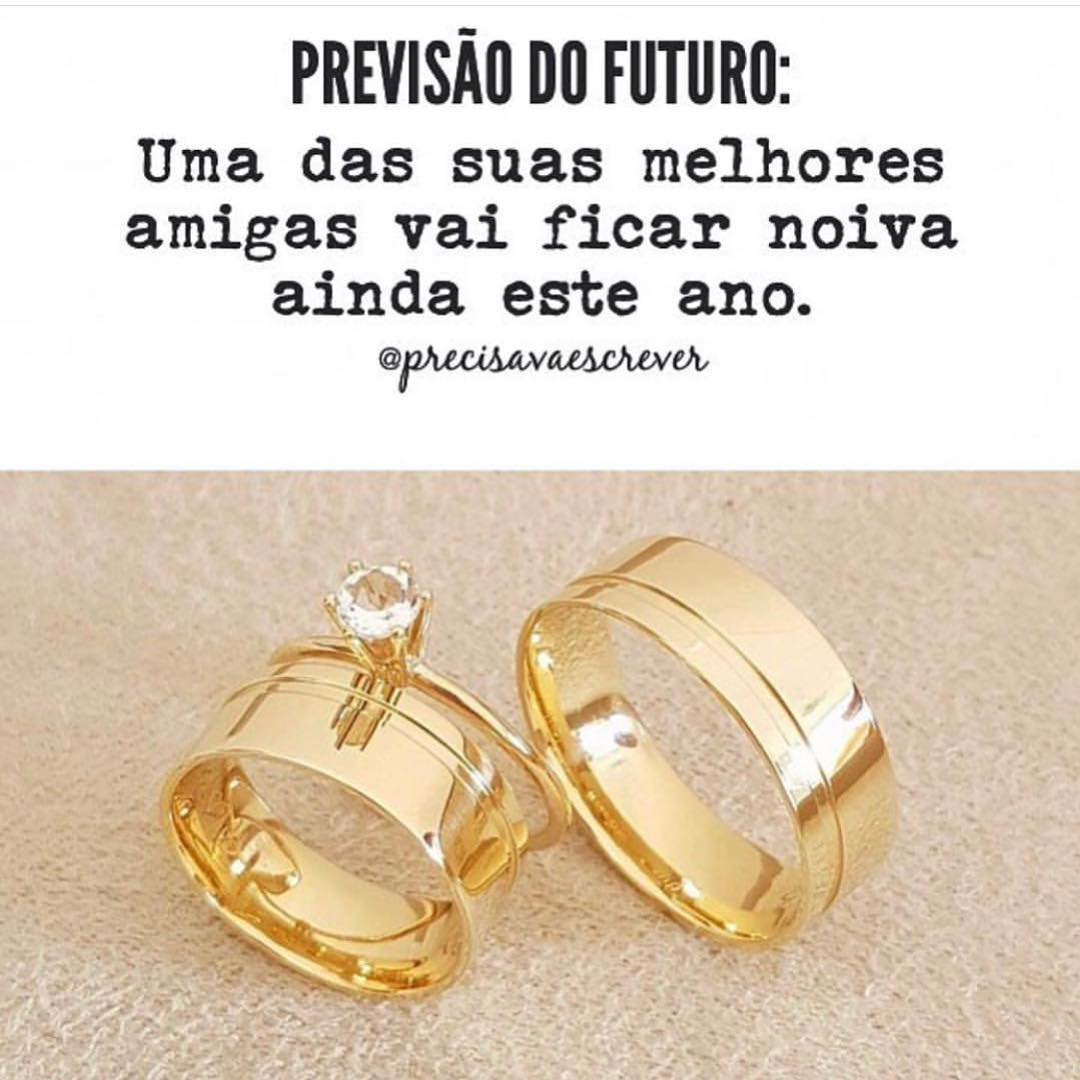 PREVISÃO DO FUTURO:
Uma das suas melhores
amigas vai ficar noiva
ainda este ano.
@precisavaescrever